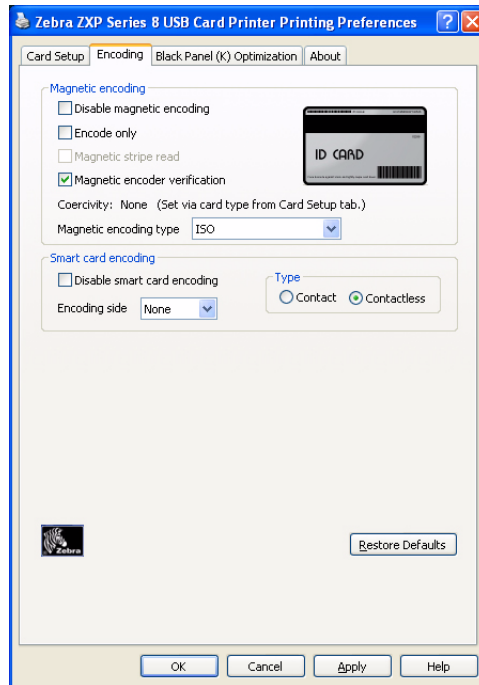 Zebra ZXP Series 8 USB Card Printer Printing Preferences
Card Setup Encoding Black Panel (K) Optimization About
Magnetic encoding
Disable magnetic encoding
Encode only
Magnetic stripe read
Magnetic encoder verification
ID CARD
Coercivity: None (Set via card type from Card Setup tab.)
Magnetic encoding type ISO
Smart card encoding
Disable smart card encoding
Type
Contact Contactless
Encoding side None
Zebra
Restore Defaults
OK Cancel Apply Help